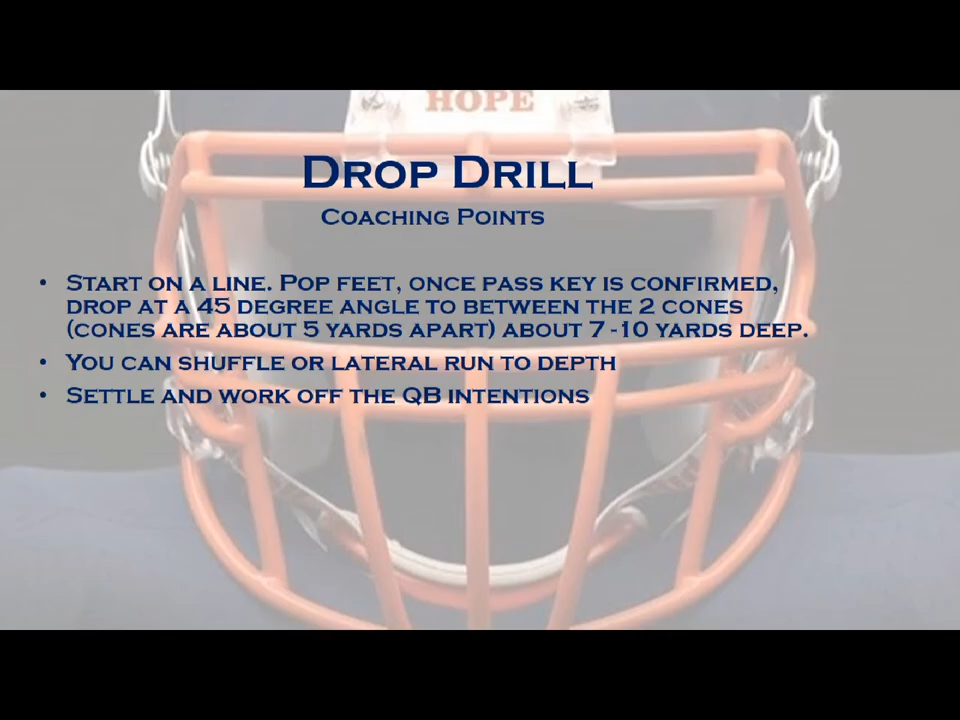 HOPE
Drop Drill
Coaching Points
• Start on a line. Pop feet, once pass key is confirmed,
drop at a 45 degree angle to between the 2 cones
(cones are about 5 yards apart) about 7 -10 yards deep.
• You can shuffle or lateral run to depth
• Settle and work off the QB intentions